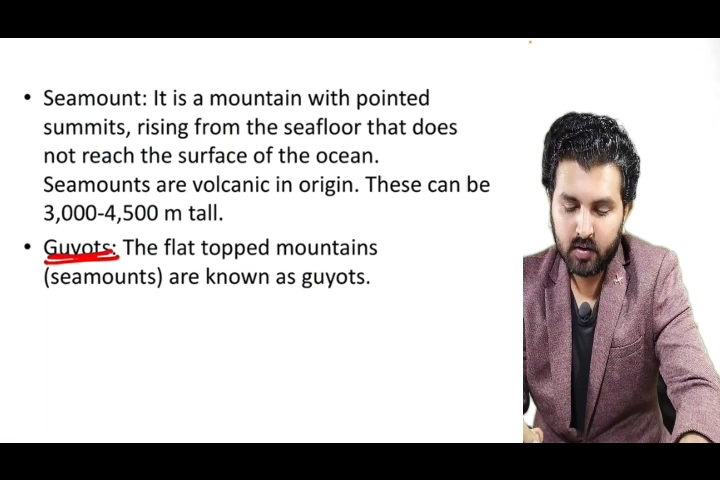 • Seamount: It is a mountain with pointed
summits, rising from the seafloor that does
not reach the surface of the ocean.
Seamounts are volcanic in origin. These can be
3,000-4,500 m tall.
• Guyots: The flat topped mountains
(seamounts) are known as guyots.